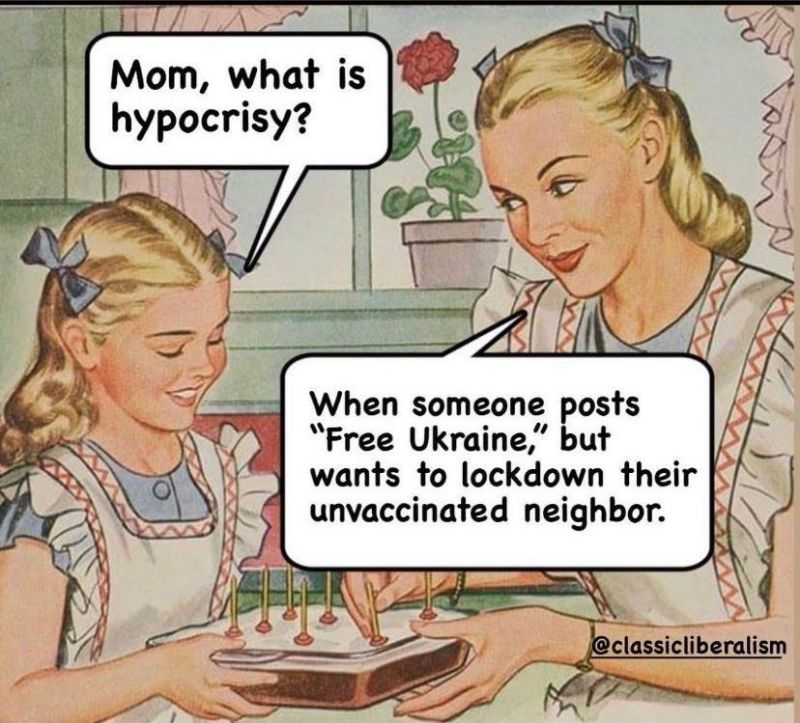 Mom, what is
hypocrisy?
When someone posts
“Free Ukraine,” but
wants to lockdown their
unvaccinated neighbor.
@classicliberalism